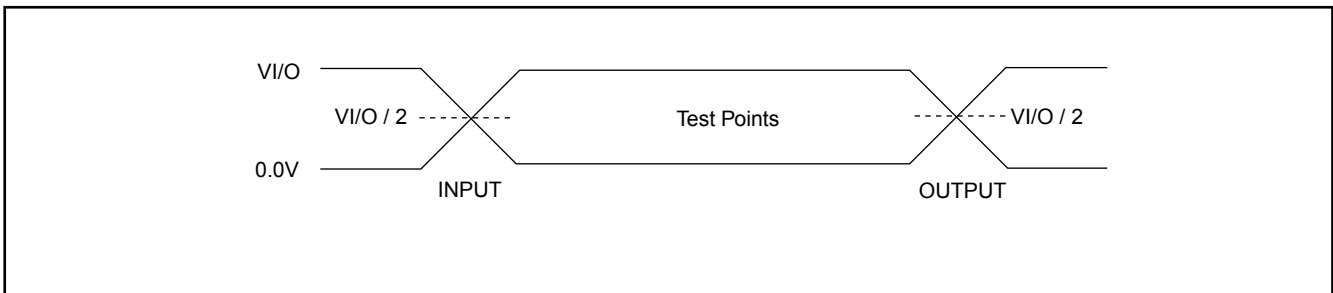 VI/O
VI/O / 2
Test Points
VI/O / 2
0.0V
INPUT
OUTPUT